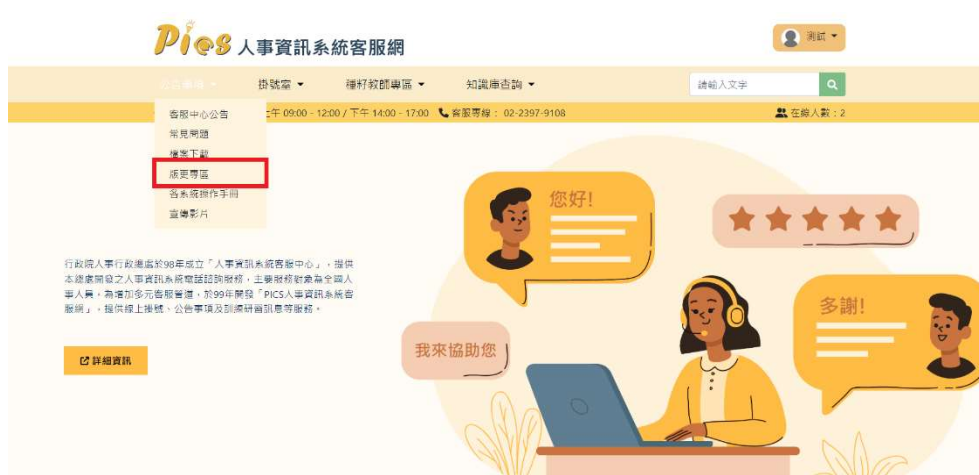 Pics 人事資訊系統客服網
測試
掛號室
種籽教師專區
知識庫查詢
請輸入文字
上午 09:00 - 12:00 / 下午 14:00 - 17:00
客服專線： 02-2397-9108
在線人數：2
客服中心公告
常見問題
檔案下載
版更專區
各系統操作手冊
宣傳影片
行政院人事行政總處於98年成立「人事資訊系統客服中心」，提供
本總處開發之人事資訊系統電話諮詢服務，主要服務對象為全國人
事人員，為增加多元客服管道，於99年開發「PICS人事資訊系統客
服網」，提供線上掛號、公告事項及訓練研習訊息等服務。
詳細資訊
您好!
我來協助您
多謝!